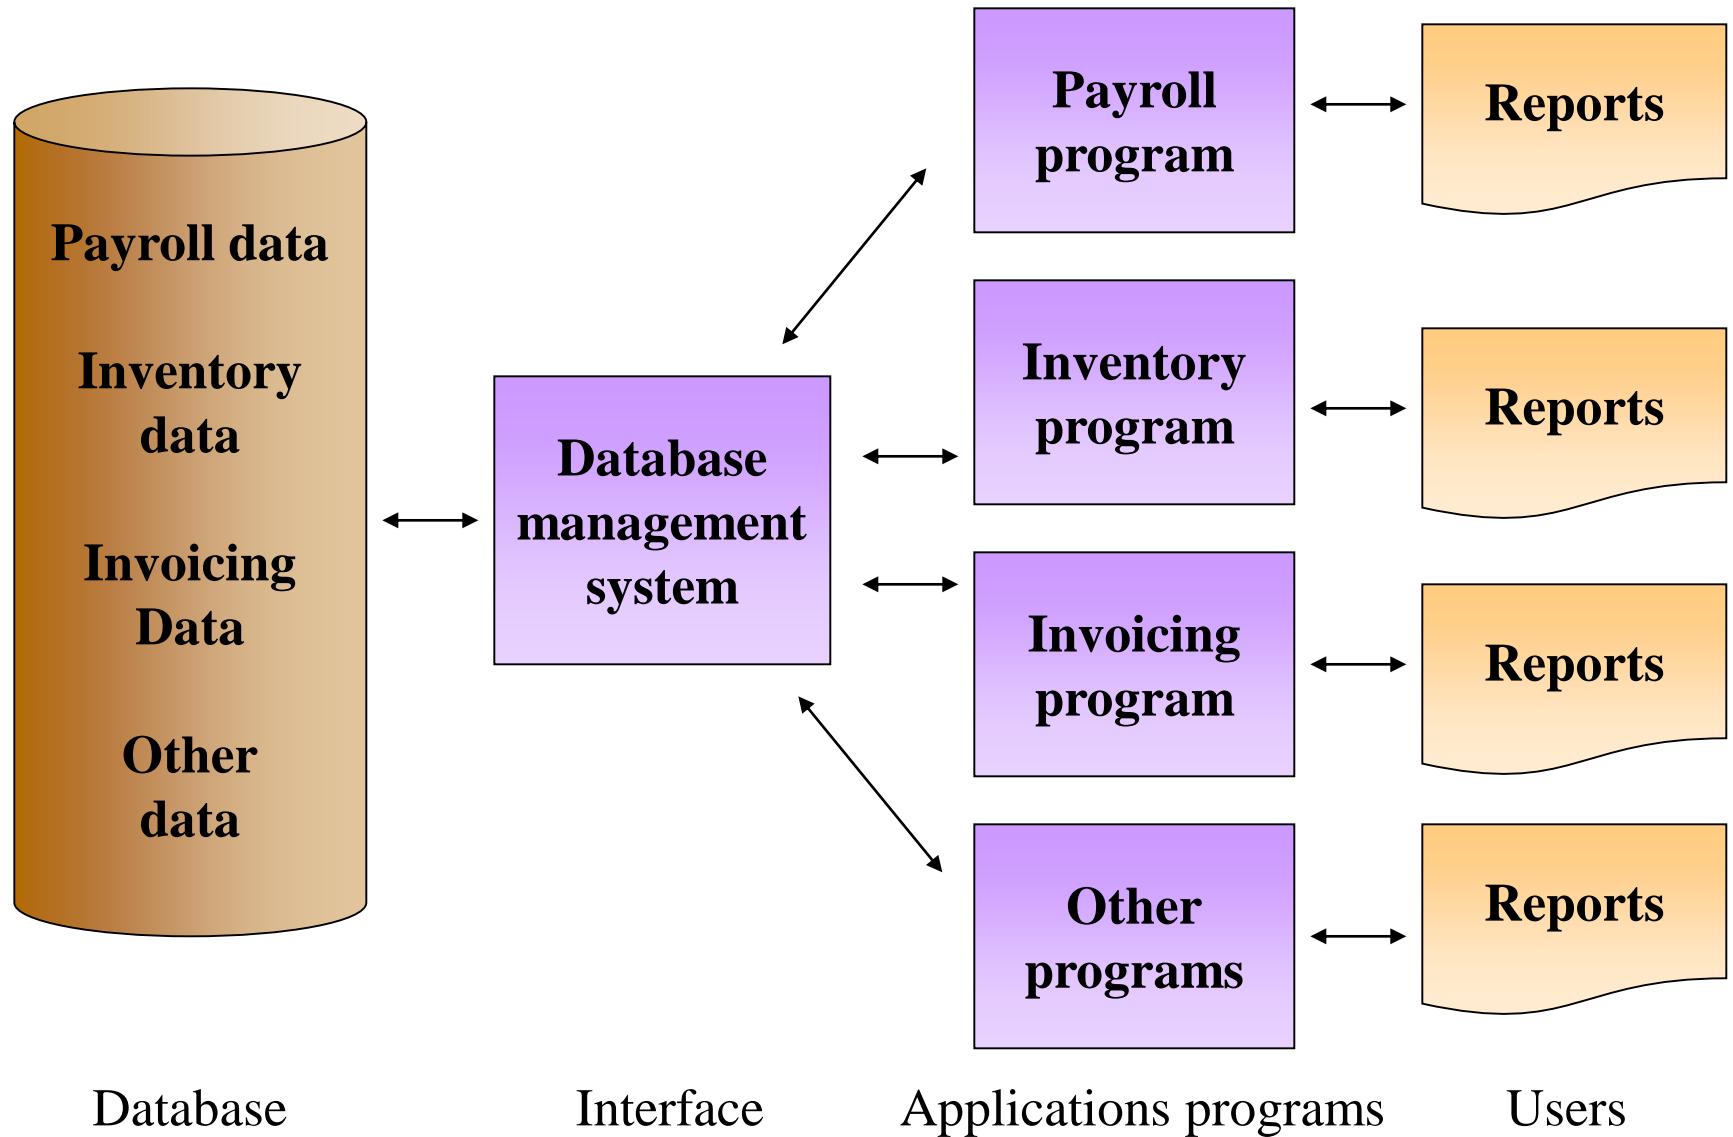 Payroll data
Inventory
data
Invoicing
Data
Other
data
Database
management
system
Payroll
program
Inventory
program
Invoicing
program
Other
programs
Reports
Reports
Reports
Reports
Database
Interface
Applications programs
Users